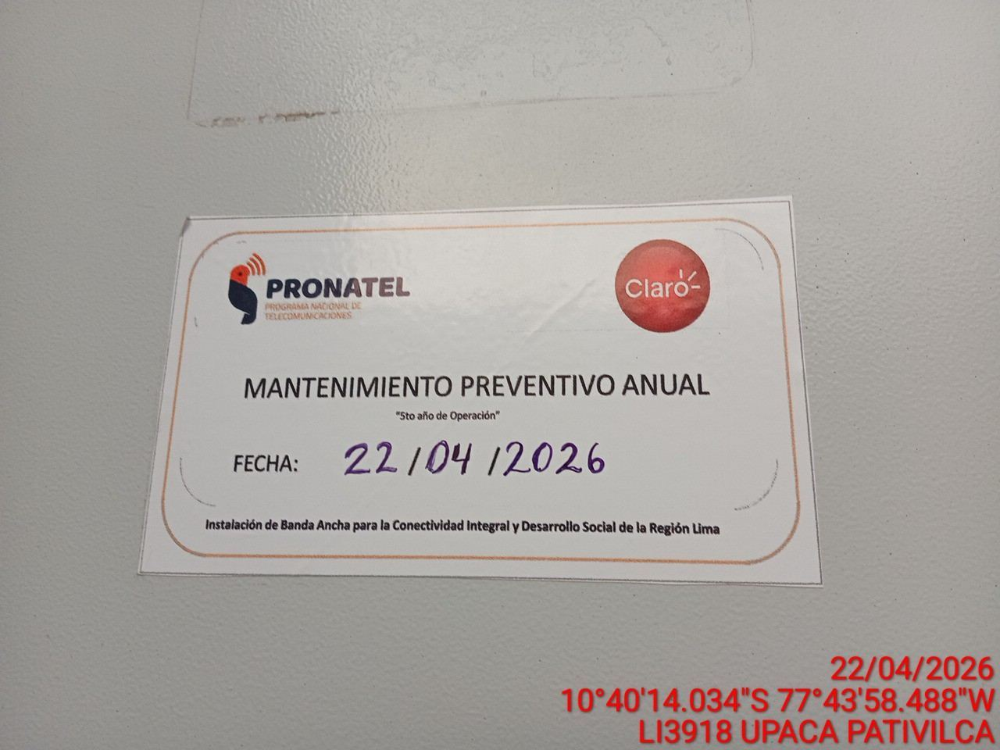 PRONATEL
PROGRAMA NACIONAL DE
TELECOMUNICACIONES
Claro
MANTENIMIENTO PREVENTIVO ANUAL
"5to año de Operación"
FECHA: 22/04/2026
Instalación de Banda Ancha para la Conectividad Integral y Desarrollo Social de la Región Lima
22/04/2026
10°40'14.034"S 77°43'58.488"W
LI3918 UPACA PATIVILCA